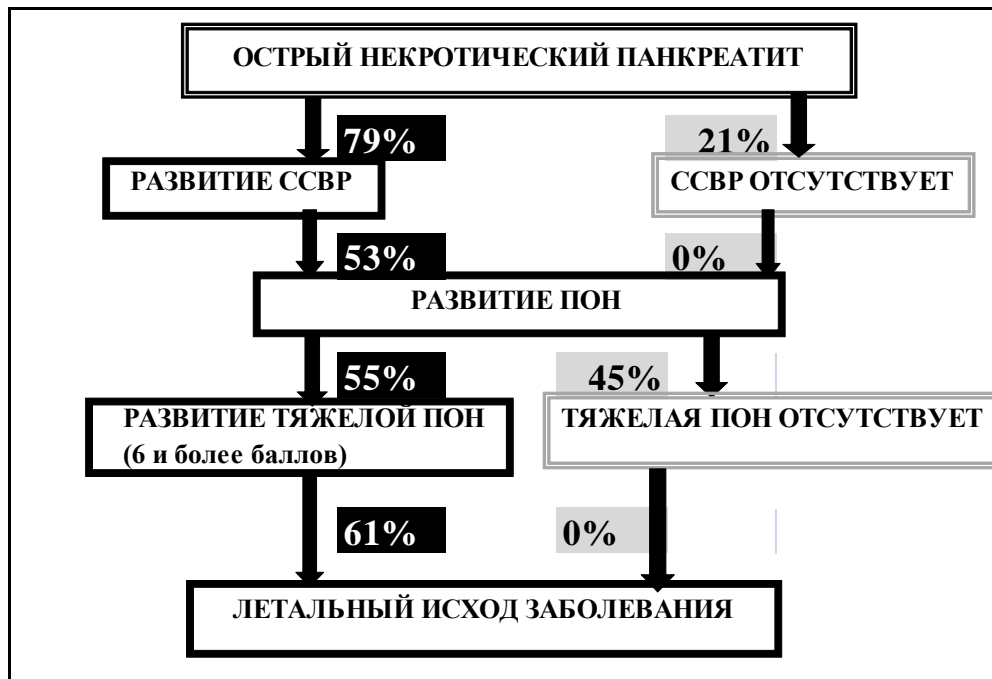 ОСТРЫЙ НЕКРОТИЧЕСКИЙ ПАНКРЕАТИТ
79%
21%
РАЗВИТИЕ ССВР
ССВР ОТСУТСТВУЕТ
53%
0%
РАЗВИТИЕ ПОН
55%
45%
РАЗВИТИЕ ТЯЖЕЛОЙ ПОН
(6 и более баллов)
ТЯЖЕЛАЯ ПОН ОТСУТСТВУЕТ
61%
0%
ЛЕТАЛЬНЫЙ ИСХОД ЗАБОЛЕВАНИЯ